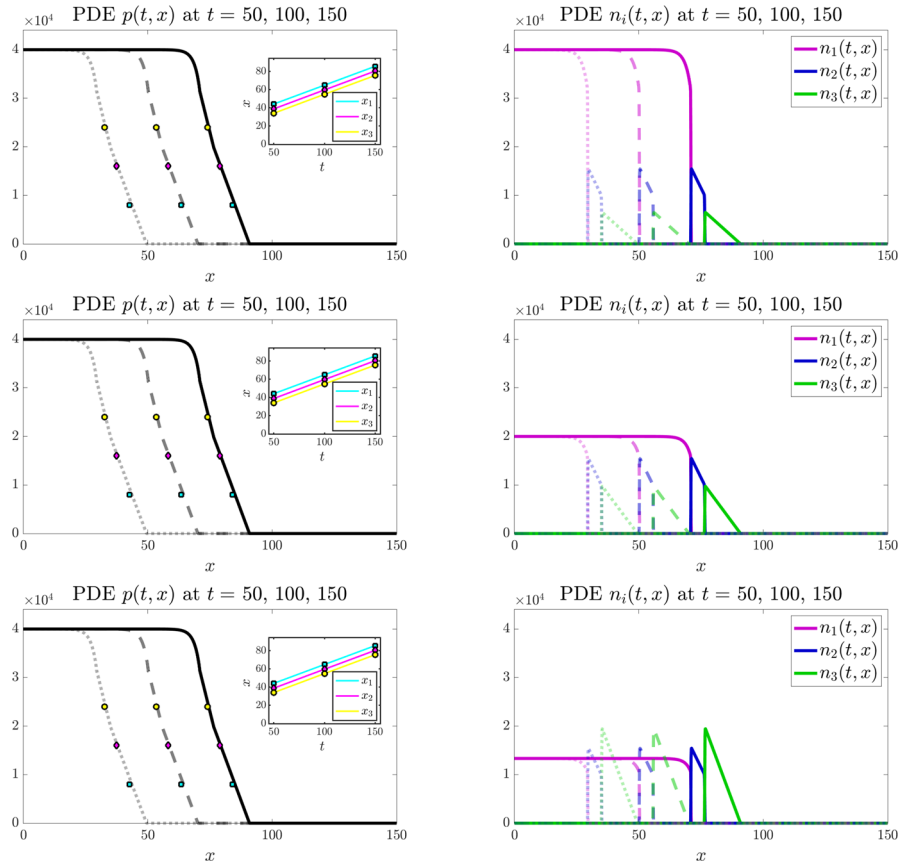 PDE p(t, x) at t = 50, 100, 150
×10⁴
4
3
2
1
0
0 50 100 150
x
80
60
40
20
0
50 100 150
x
t
x₁
x₂
x₃
PDE nᵢ(t, x) at t = 50, 100, 150
×10⁴
4
3
2
1
0
0 50 100 150
x
n₁(t, x)
n₂(t, x)
n₃(t, x)
PDE p(t, x) at t = 50, 100, 150
×10⁴
4
3
2
1
0
0 50 100 150
x
80
60
40
20
0
50 100 150
x
t
x₁
x₂
x₃
PDE nᵢ(t, x) at t = 50, 100, 150
×10⁴
4
3
2
1
0
0 50 100 150
x
n₁(t, x)
n₂(t, x)
n₃(t, x)
PDE p(t, x) at t = 50, 100, 150
×10⁴
4
3
2
1
0
0 50 100 150
x
80
60
40
20
0
50 100 150
x
t
x₁
x₂
x₃
PDE nᵢ(t, x) at t = 50, 100, 150
×10⁴
4
3
2
1
0
0 50 100 150
x
n₁(t, x)
n₂(t, x)
n₃(t, x)